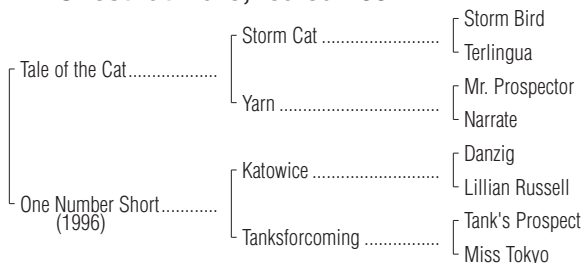 Storm Bird
Storm Cat ........................
Terlingua
Tale of the Cat..................
Mr. Prospector
Yarn ................................
Narrate
Danzig
Katowice .........................
Lillian Russell
One Number Short...........
(1996)
Tank's Prospect
Tanksforcoming ...............
Miss Tokyo